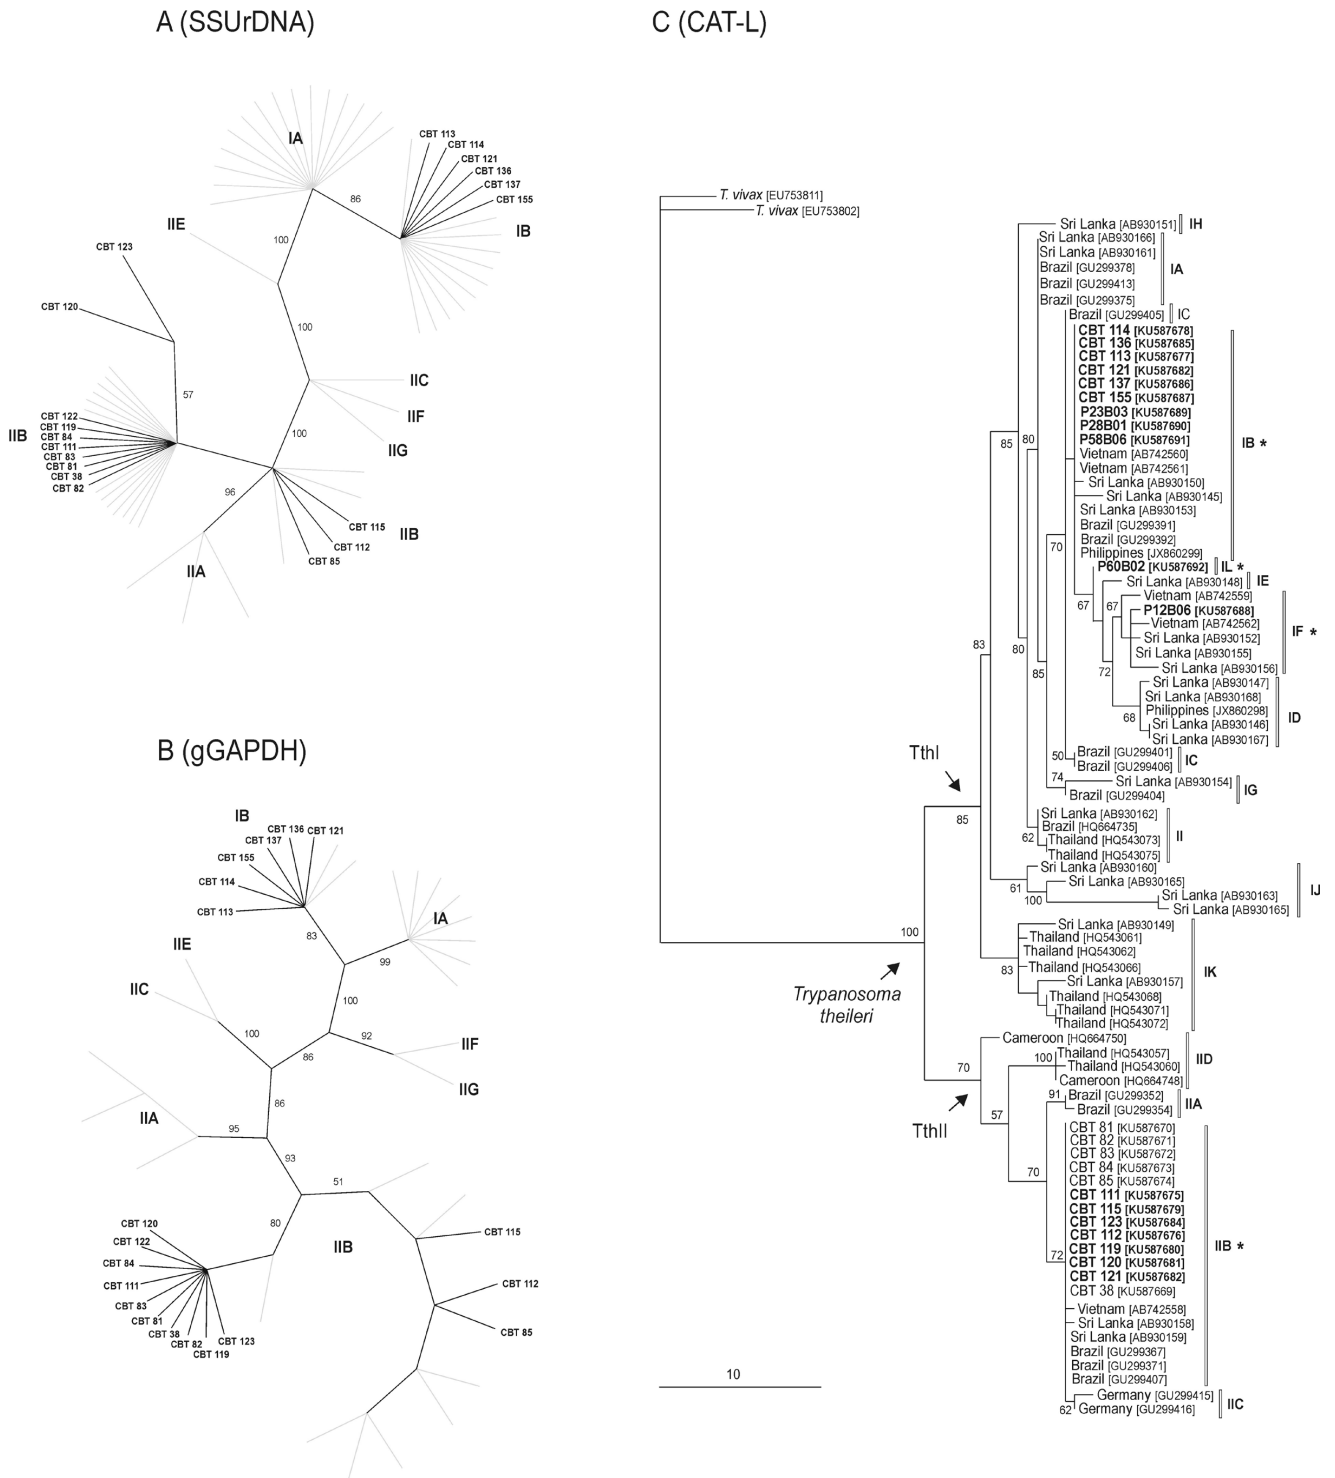 A (SSUrDNA)
IA
CBT 113
CBT 114
CBT 121
CBT 136
CBT 137
CBT 155
86
IB
IIE
100
CBT 123
CBT 120
100
57
IIC
IIF
IIG
100
IIB
CBT 122
CBT 119
CBT 84
CBT 111
CBT 83
CBT 81
CBT 38
CBT 82
96
CBT 115
CBT 112
CBT 85
IIB
IIA
B (gGAPDH)
IB
CBT 136
CBT 121
CBT 137
CBT 155
CBT 114
CBT 113
83
IA
99
IIE
IIC
100
100
92
86
IIF
IIG
86
IIA
95
93
51
80
IIB
CBT 120
CBT 122
CBT 84
CBT 111
CBT 83
CBT 81
CBT 38
CBT 82
CBT 119
CBT 123
CBT 115
CBT 112
CBT 85
C (CAT-L)
T. vivax [EU753811]
T. vivax [EU753802]
Sri Lanka [AB930151] IH
Sri Lanka [AB930166]
Sri Lanka [AB930161]
Brazil [GU299378] IA
Brazil [GU299413]
Brazil [GU299375]
Brazil [GU299405] IC
CBT 114 [KU587678]
CBT 136 [KU587685]
CBT 113 [KU587677]
CBT 121 [KU587682]
CBT 137 [KU587686]
CBT 155 [KU587687]
P23B03 [KU587689]
P28B01 [KU587690]
P58B06 [KU587691] IB *
85 80
Vietnam [AB742560]
Vietnam [AB742561]
Sri Lanka [AB930150]
Sri Lanka [AB930145]
Sri Lanka [AB930153]
Brazil [GU299391]
Brazil [GU299392]
70
Philippines [JX860299]
P60B02 [KU587692] IL *
Sri Lanka [AB930148] IE
Vietnam [AB742559]
67 67
P12B06 [KU587688]
Vietnam [AB742562]
Sri Lanka [AB930152] IF *
Sri Lanka [AB930155]
Sri Lanka [AB930156]
83 80 85 72
Sri Lanka [AB930147]
Sri Lanka [AB930168]
Philippines [JX860298] ID
68
Sri Lanka [AB930146]
Sri Lanka [AB930167]
Brazil [GU299401]
50 IC
Brazil [GU299406]
TthI
74
Sri Lanka [AB930154] IG
Brazil [GU299404]
85
Sri Lanka [AB930162]
Brazil [HQ664735]
62 II
Thailand [HQ543073]
Thailand [HQ543075]
Sri Lanka [AB930160]
Sri Lanka [AB930165]
61 IJ
100
Sri Lanka [AB930163]
Sri Lanka [AB930165]
Sri Lanka [AB930149]
100
Thailand [HQ543061]
Thailand [HQ543062]
Thailand [HQ543066]
83 IK
Sri Lanka [AB930157]
Thailand [HQ543068]
Thailand [HQ543071]
Thailand [HQ543072]
Trypanosoma
theileri
Cameroon [HQ664750]
Thailand [HQ543057]
100 IID
Thailand [HQ543060]
Cameroon [HQ664748]
70
91
Brazil [GU299352]
IIA
Brazil [GU299354]
57
TthII
CBT 81 [KU587670]
CBT 82 [KU587671]
CBT 83 [KU587672]
CBT 84 [KU587673]
70
CBT 85 [KU587674]
CBT 111 [KU587675]
CBT 115 [KU587679]
CBT 123 [KU587684]
CBT 112 [KU587676]
CBT 119 [KU587680] IIB *
72
CBT 120 [KU587681]
CBT 121 [KU587682]
CBT 38 [KU587669]
Vietnam [AB742558]
Sri Lanka [AB930158]
Sri Lanka [AB930159]
Brazil [GU299367]
Brazil [GU299371]
Brazil [GU299407]
Germany [GU299415]
62 IIC
Germany [GU299416]
10